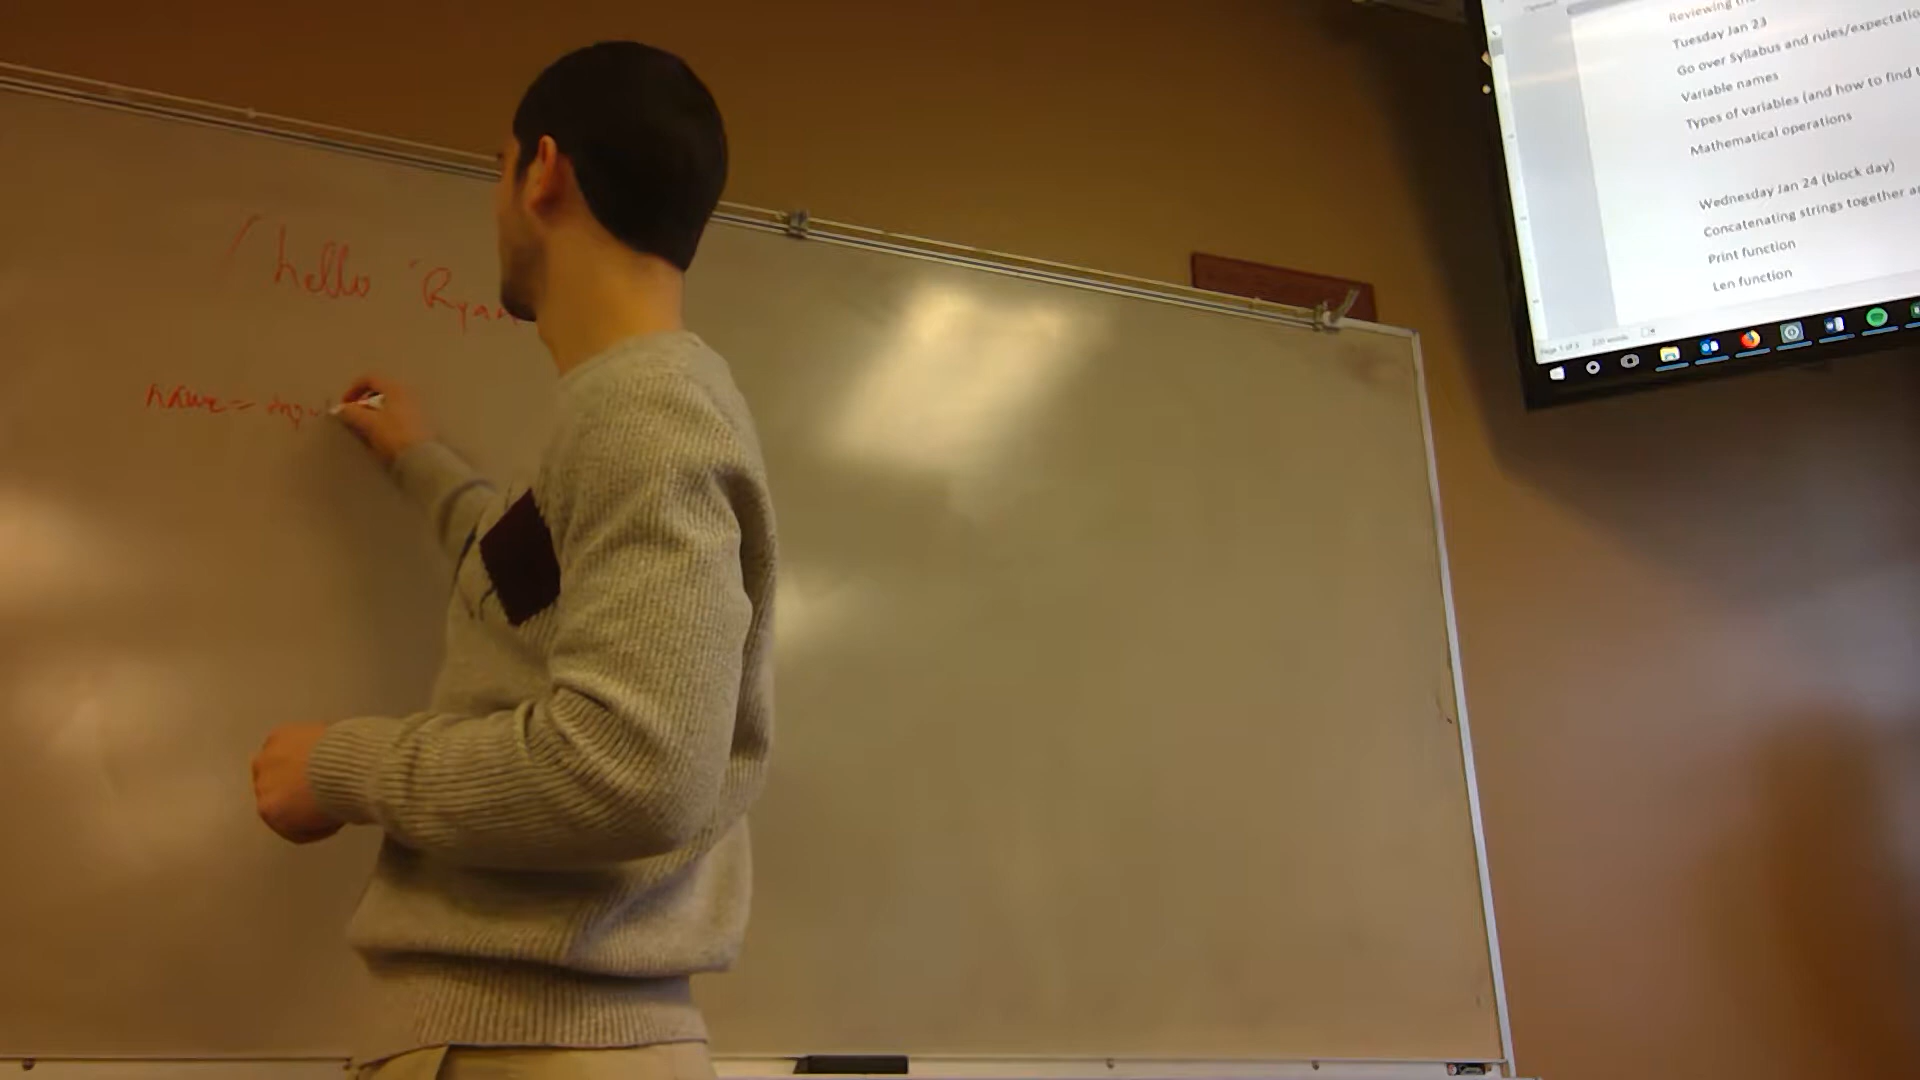 hello Ryan
name = inpu
Reviewing
Tuesday Jan 23
Go over Syllabus and rules/expectatio
Variable names
Types of variables (and how to find
Mathematical operations
Wednesday Jan 24 (block day)
Concatenating strings together a
Print function
Len function